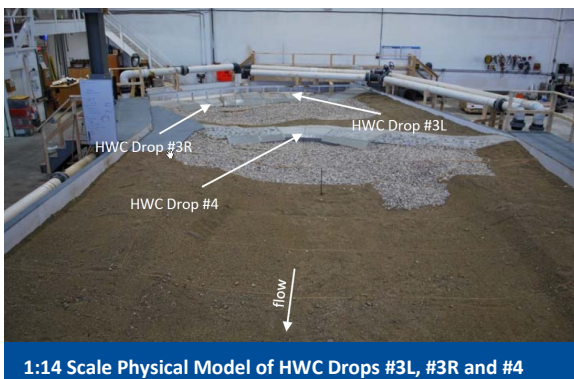 HWC Drop #3L
HWC Drop #3R
HWC Drop #4
flow
1:14 Scale Physical Model of HWC Drops #3L, #3R and #4